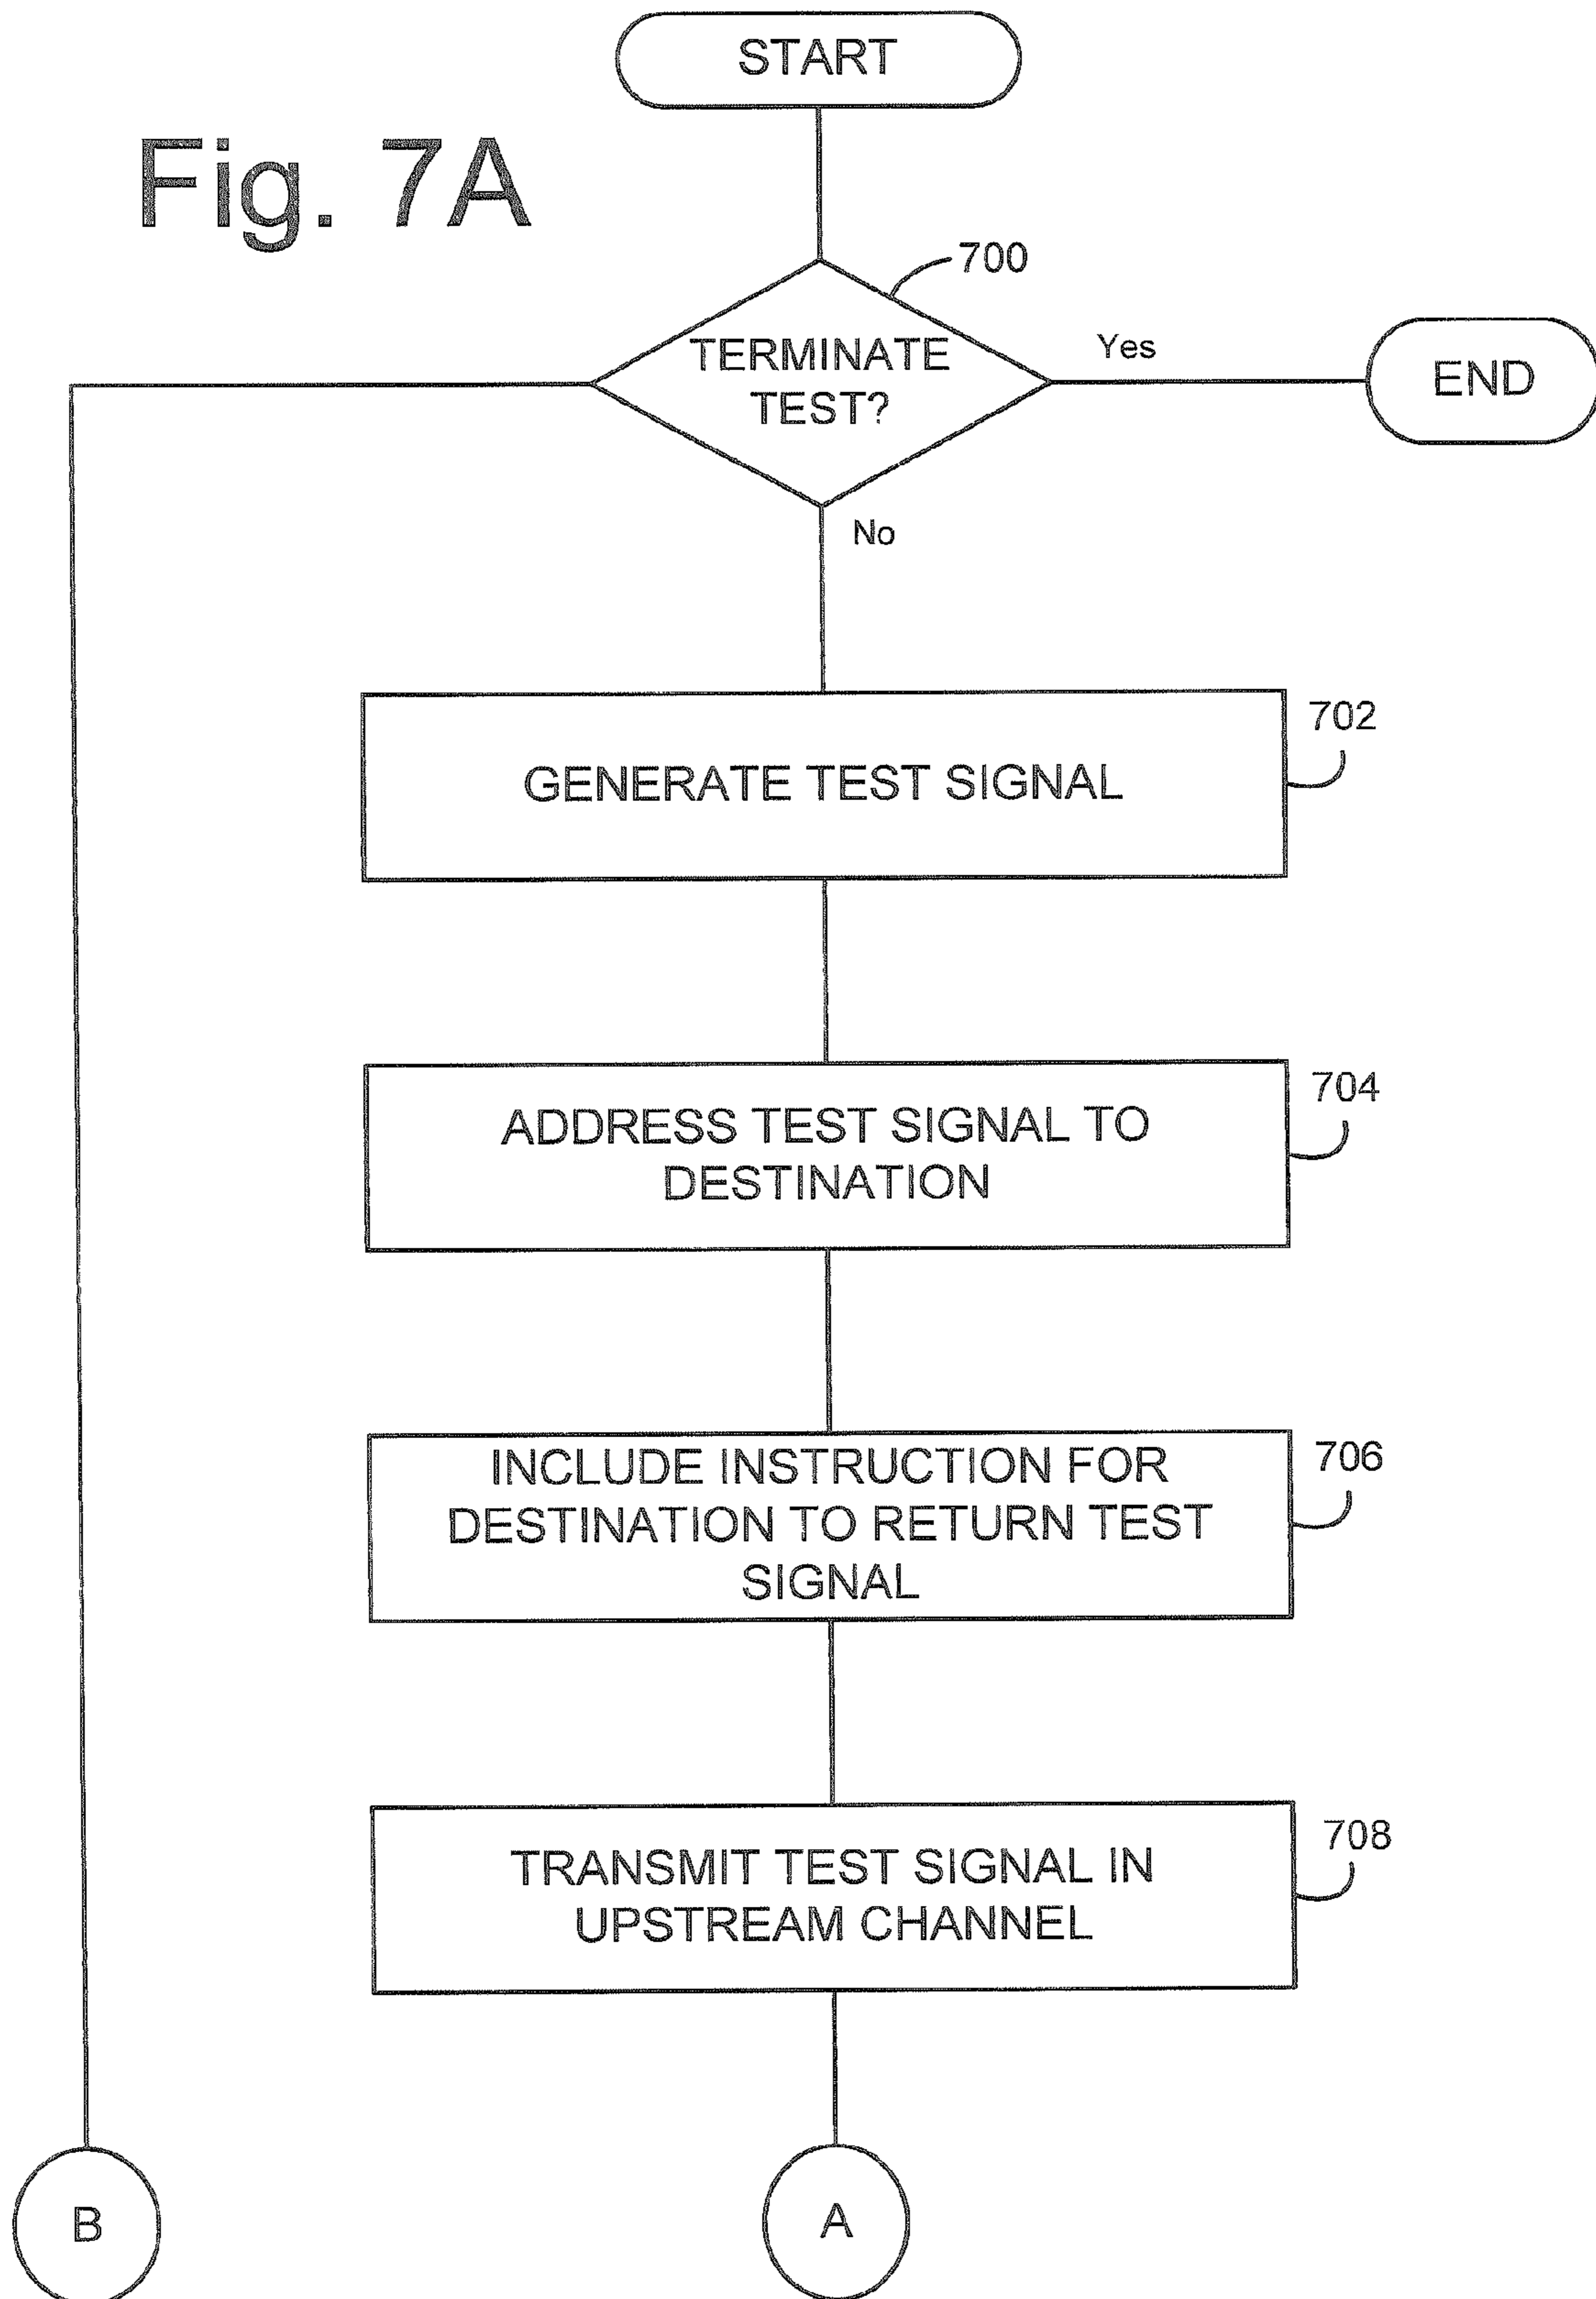 START
Fig. 7A
700
TERMINATE
TEST?
Yes
END
No
702
GENERATE TEST SIGNAL
704
ADDRESS TEST SIGNAL TO
DESTINATION
706
INCLUDE INSTRUCTION FOR
DESTINATION TO RETURN TEST
SIGNAL
708
TRANSMIT TEST SIGNAL IN
UPSTREAM CHANNEL
B
A